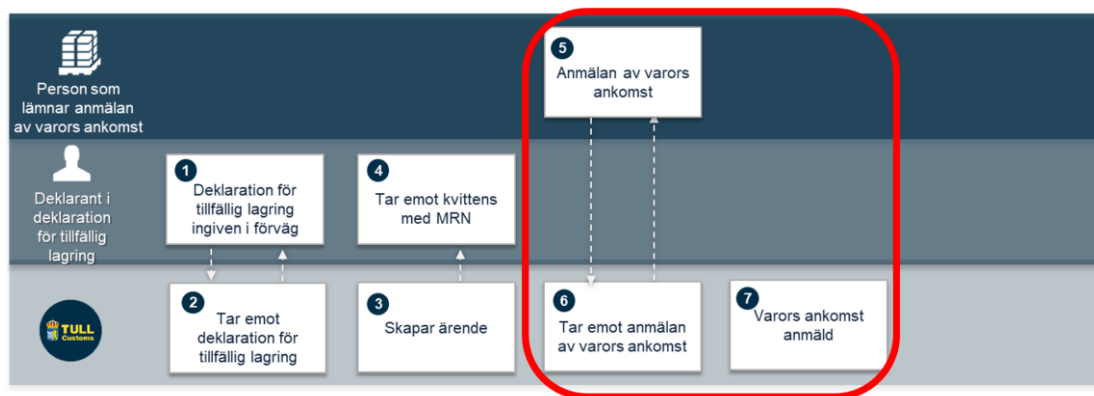 Person som
lämnar anmälan
av varors ankomst
5
Anmälan av varors
ankomst
Deklarant i
deklaration
för tillfällig
lagring
1
Deklaration för
tillfällig lagring
ingiven i förväg
4
Tar emot kvittens
med MRN
TULL
Customs
2
Tar emot
deklaration för
tillfällig lagring
3
Skapar ärende
6
Tar emot anmälan
av varors ankomst
7
Varors ankomst
anmäld